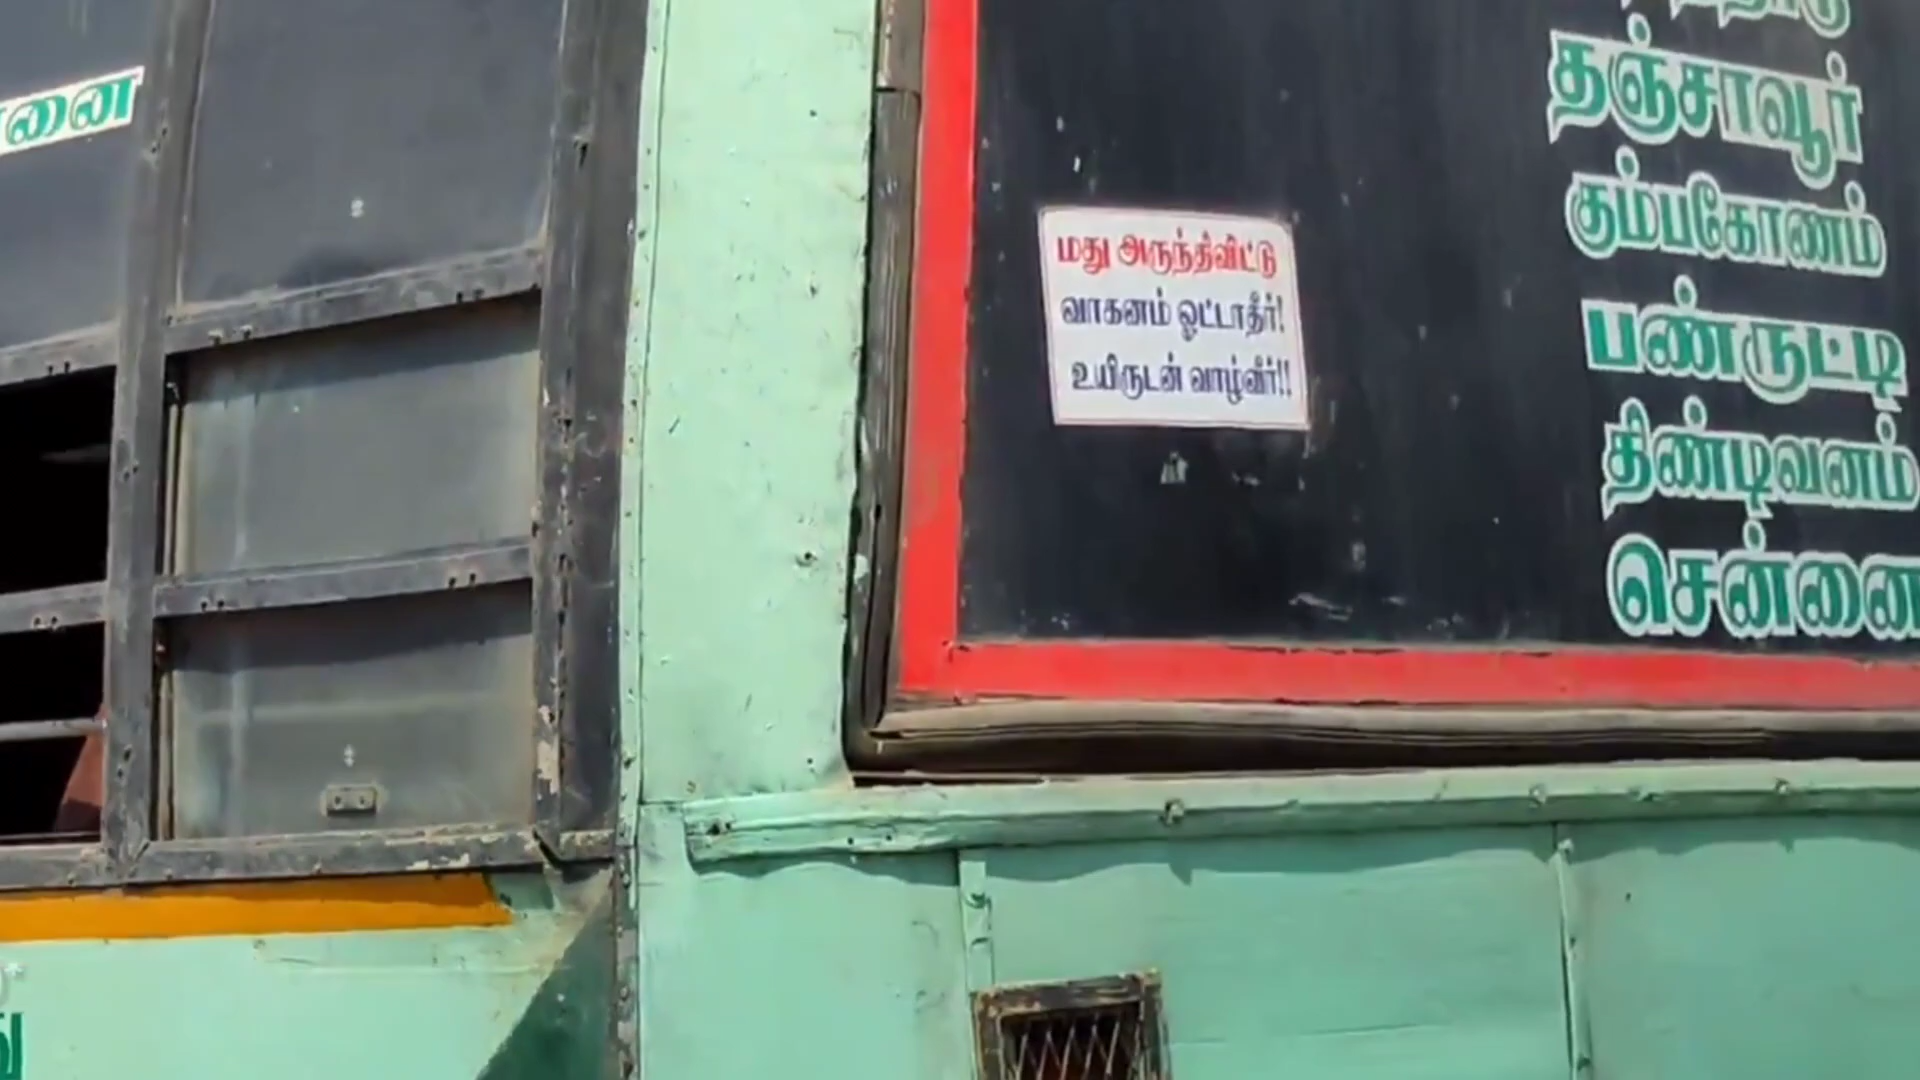 மது அருந்திவிட்டு
வாகனம் ஓட்டாதீர்!
உயிருடன் வாழ்வீர்!!
தஞ்சாவூர்
கும்பகோணம்
பண்ருட்டி
திண்டிவனம்
சென்னை